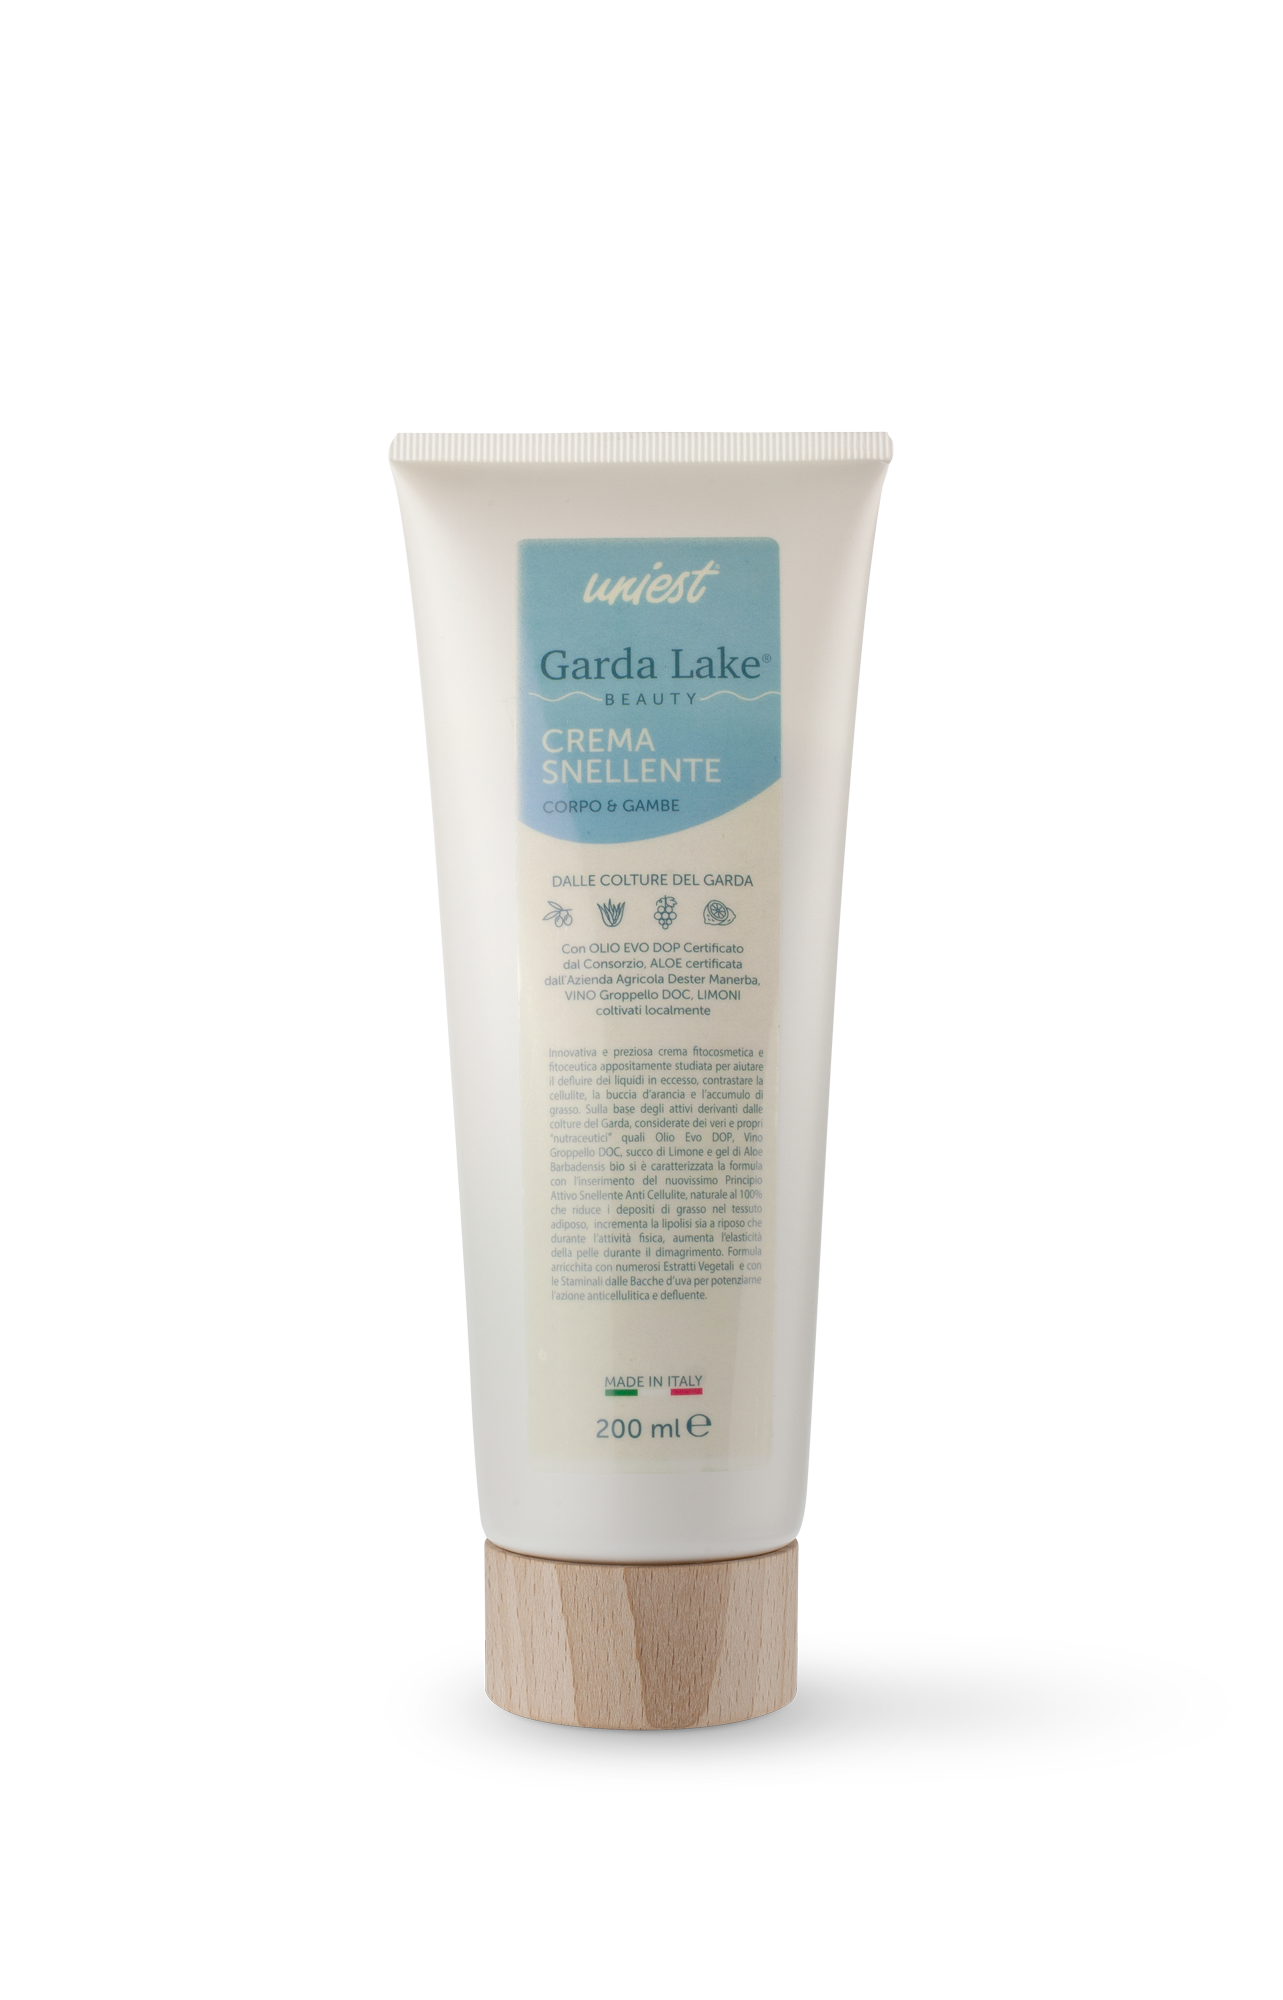 uniest
Garda Lake®
BEAUTY
CREMA
SNELLENTE
CORPO & GAMBE
DALLE COLTURE DEL GARDA
Con OLIO EVO DOP Certificato
dal Consorzio, ALOE certificata
dall'Azienda Agricola Dester Manerba,
VINO Groppello DOC, LIMONI
coltivati localmente
Innovativa e preziosa crema fitocosmetica e
fitoceutica appositamente studiata per aiutare
il defluire dei liquidi in eccesso, contrastare la
cellulite, la buccia d'arancia e l'accumulo di
grasso. Sulla base degli attivi derivanti dalle
colture del Garda, considerate dei veri e propri
"nutraceutici" quali Olio Evo DOP, Vino
Groppello DOC, succo di Limone e gel di Aloe
Barbadensis bio si è caratterizzata la formula
con l'inserimento del nuovissimo Principio
Attivo Snellente Anti Cellulite, naturale al 100%
che riduce i depositi di grasso nel tessuto
adiposo, incrementa la lipolisi sia a riposo che
durante l'attività fisica, aumenta l'elasticità
della pelle durante il dimagrimento. Formula
arricchita con numerosi Estratti Vegetali e con
le Staminali dalle Bacche d'uva per potenziarne
l'azione anticellulitica e defluente.
MADE IN ITALY
200 ml ℮